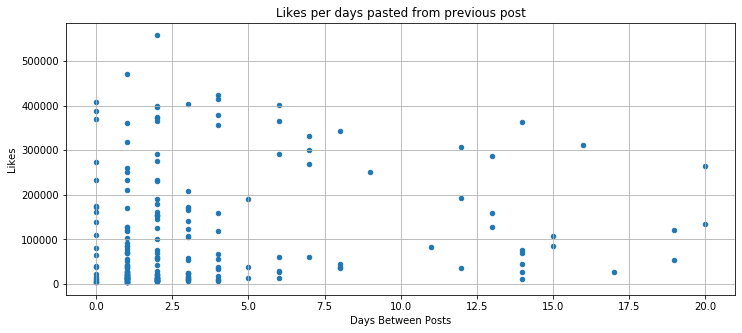 Likes per days pasted from previous post
Likes
500000
400000
300000
200000
100000
0
0.0 2.5 5.0 7.5 10.0 12.5 15.0 17.5 20.0
Days Between Posts